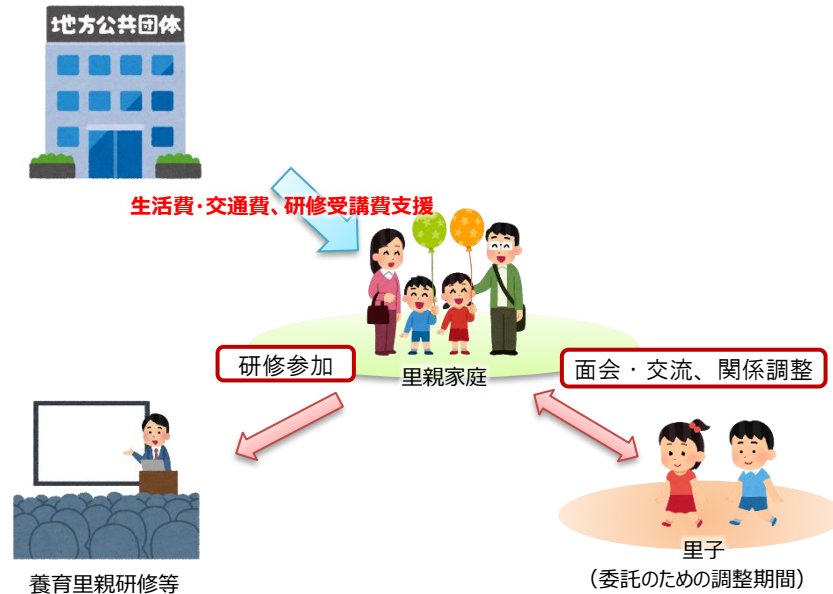 地方公共団体
生活費・交通費、研修受講費支援
研修参加
里親家庭
面会・交流、関係調整
養育里親研修等
里子
（委託のための調整期間）